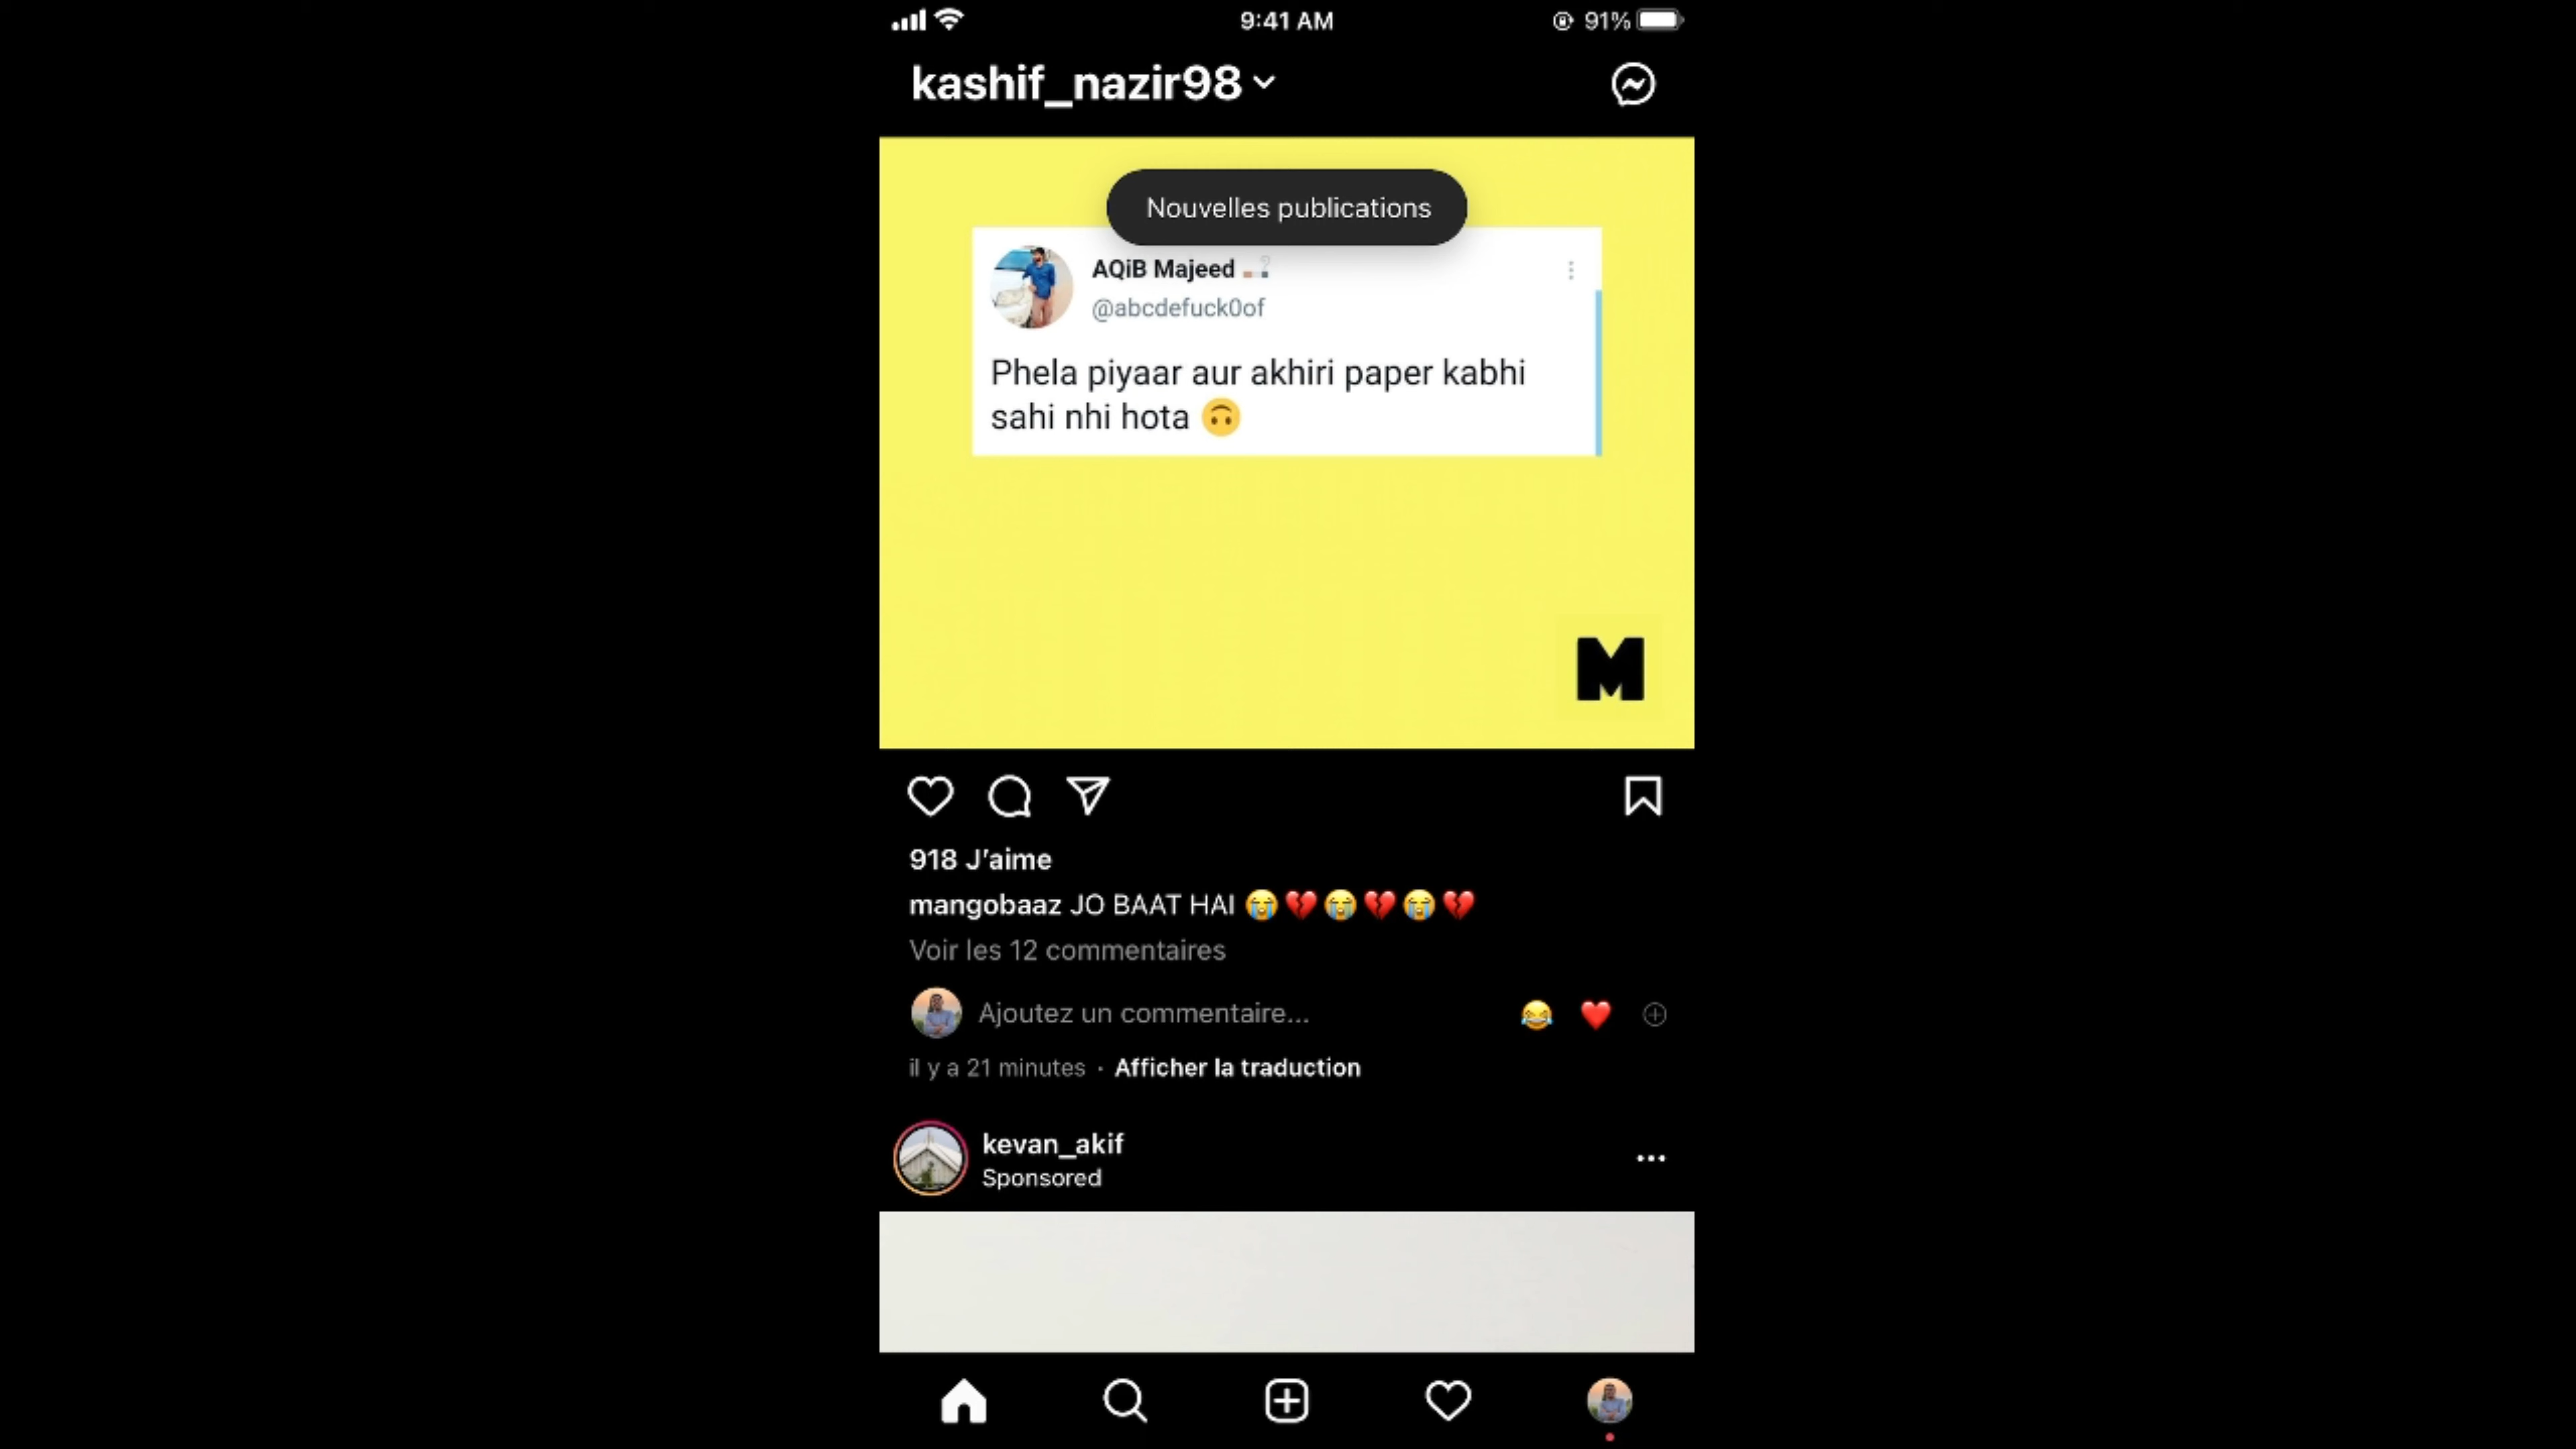 9:41 AM
91%
kashif_nazir98
Nouvelles publications
AQiB Majeed
@abcdefuck0of
Phela piyaar aur akhiri paper kabhi
sahi nhi hota 🙃
M
918 J'aime
mangobaaz JO BAAT HAI 😭💔😭💔😭💔
Voir les 12 commentaires
Ajoutez un commentaire...
il y a 21 minutes · Afficher la traduction
kevan_akif
Sponsored